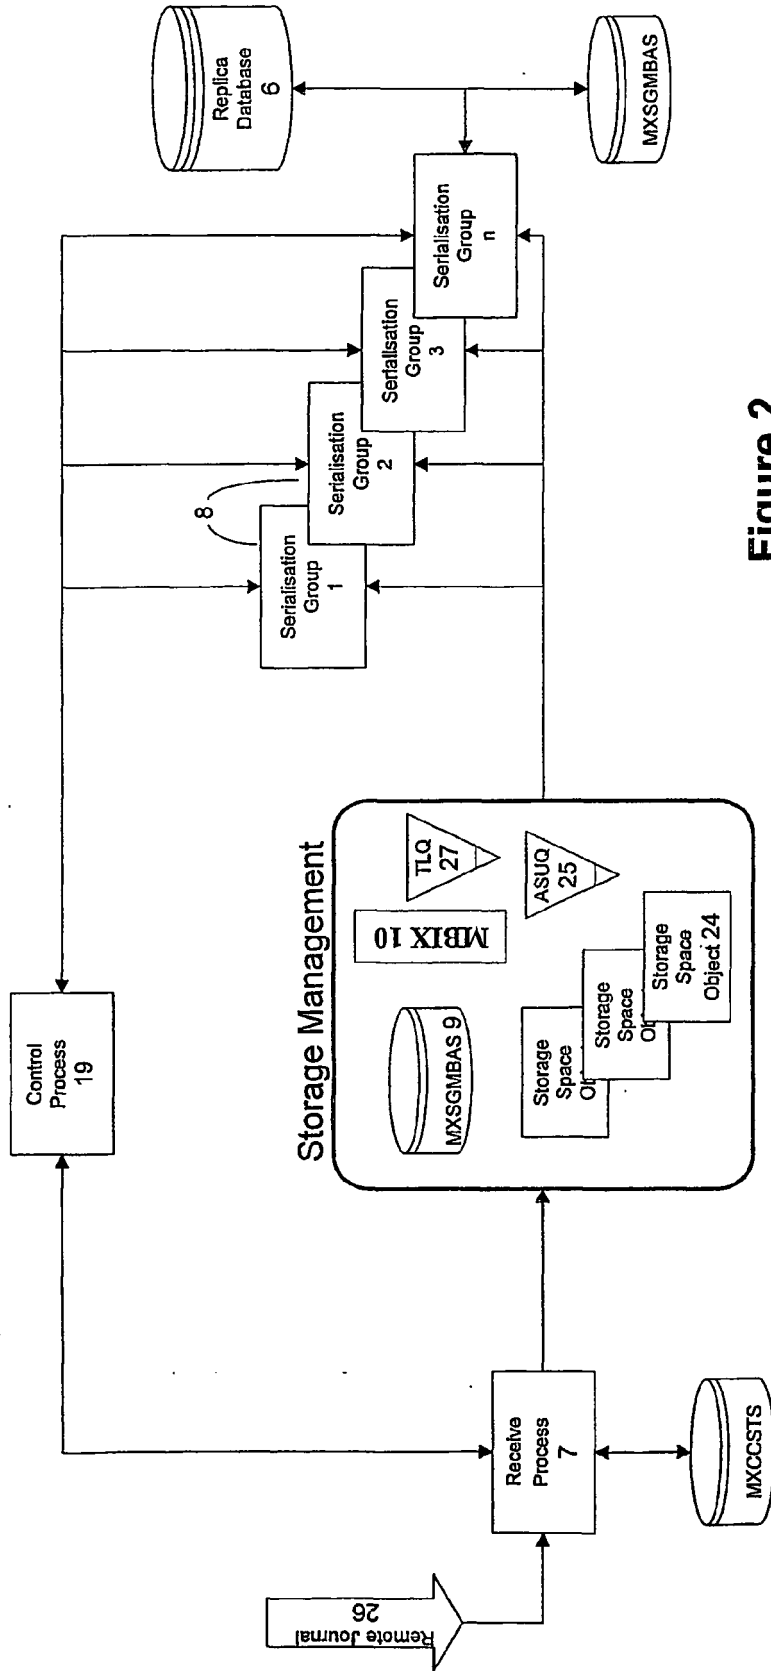 Remote Journal
26
Receive
Process
7
MXCCSTS
Control
Process
19
Storage Management
MXSGMBAS 9
MBIX 10
TLQ
27
ASUQ
25
Storage
Space
Obj
Storage
Space
Obj
Storage
Space
Object 24
8
Serialisation
Group
1
Serialisation
Group
2
Serialisation
Group
3
Serialisation
Group
n
Replica
Database
6
MXSGMBAS
Figure 2